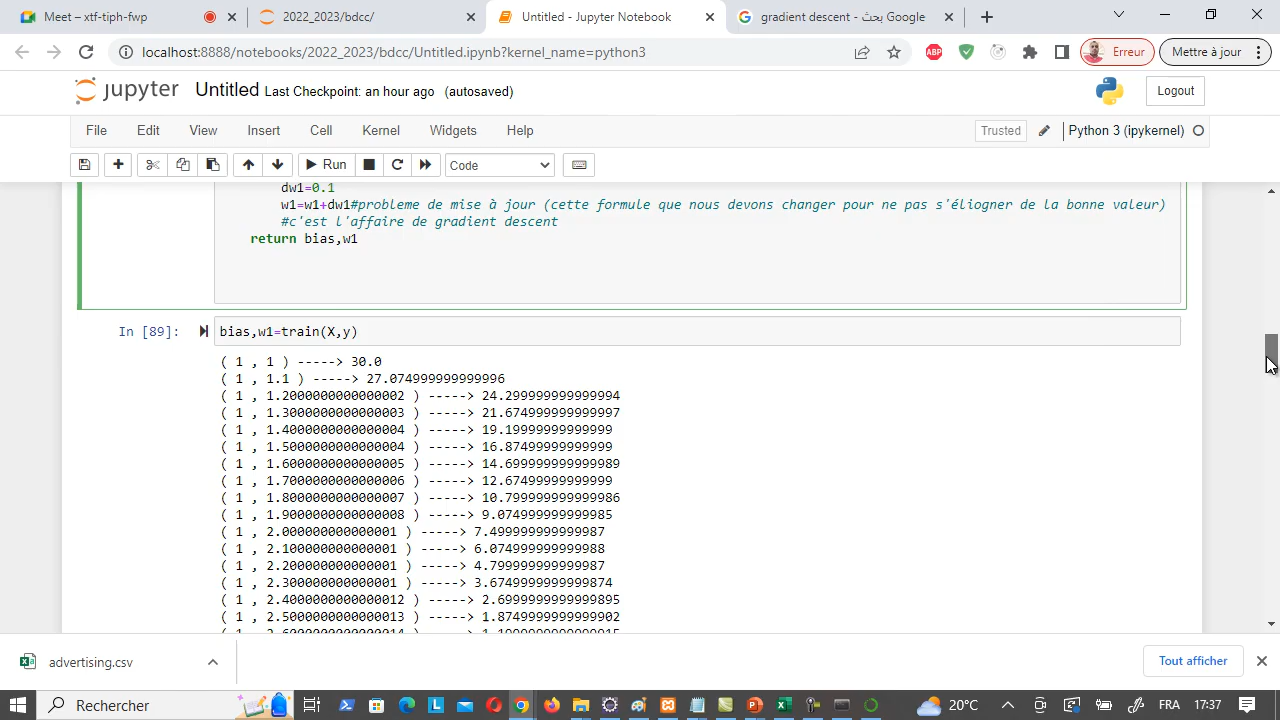 Meet – xtf-tiph-fwp
2022_2023/bdcc/
Untitled - Jupyter Notebook
gradient descent - بحث Google
localhost:8888/notebooks/2022_2023/bdcc/Untitled.ipynb?kernel_name=python3
ABP
Erreur
Mettre à jour
jupyter Untitled Last Checkpoint: an hour ago (autosaved)
Logout
File Edit View Insert Cell Kernel Widgets Help
Trusted
Python 3 (ipykernel)
Run
Code
dw1=0.1
w1=w1+dw1#probleme de mise à jour (cette formule que nous devons changer pour ne pas s'éliogner de la bonne valeur)
#c'est l'affaire de gradient descent
return bias,w1
In [89]: bias,w1=train(X,y)
( 1 , 1 ) -----> 30.0
( 1 , 1.1 ) -----> 27.074999999999996
( 1 , 1.2000000000000002 ) -----> 24.299999999999994
( 1 , 1.3000000000000003 ) -----> 21.674999999999997
( 1 , 1.4000000000000004 ) -----> 19.19999999999999
( 1 , 1.5000000000000004 ) -----> 16.87499999999999
( 1 , 1.6000000000000005 ) -----> 14.699999999999989
( 1 , 1.7000000000000006 ) -----> 12.67499999999999
( 1 , 1.8000000000000007 ) -----> 10.799999999999986
( 1 , 1.9000000000000008 ) -----> 9.074999999999985
( 1 , 2.000000000000001 ) -----> 7.499999999999987
( 1 , 2.100000000000001 ) -----> 6.074999999999988
( 1 , 2.200000000000001 ) -----> 4.79999999999987
( 1 , 2.300000000000001 ) -----> 3.6749999999999874
( 1 , 2.4000000000000012 ) -----> 2.6999999999999895
( 1 , 2.5000000000000013 ) -----> 1.8749999999999902
advertising.csv
Tout afficher
Rechercher
20°C
FRA
17:37